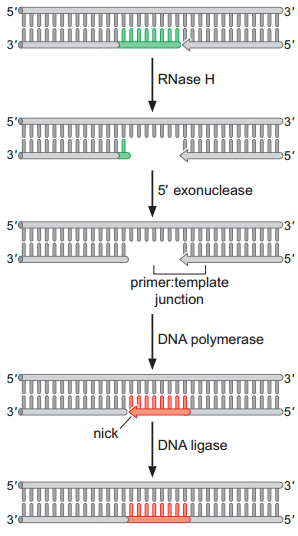 5′ 3′
3′ 5′
RNase H
5′ 3′
3′ 5′
5′ exonuclease
5′ 3′
3′ 5′
primer:template
junction
DNA polymerase
5′ 3′
3′ 5′
nick
DNA ligase
5′ 3′
3′ 5′